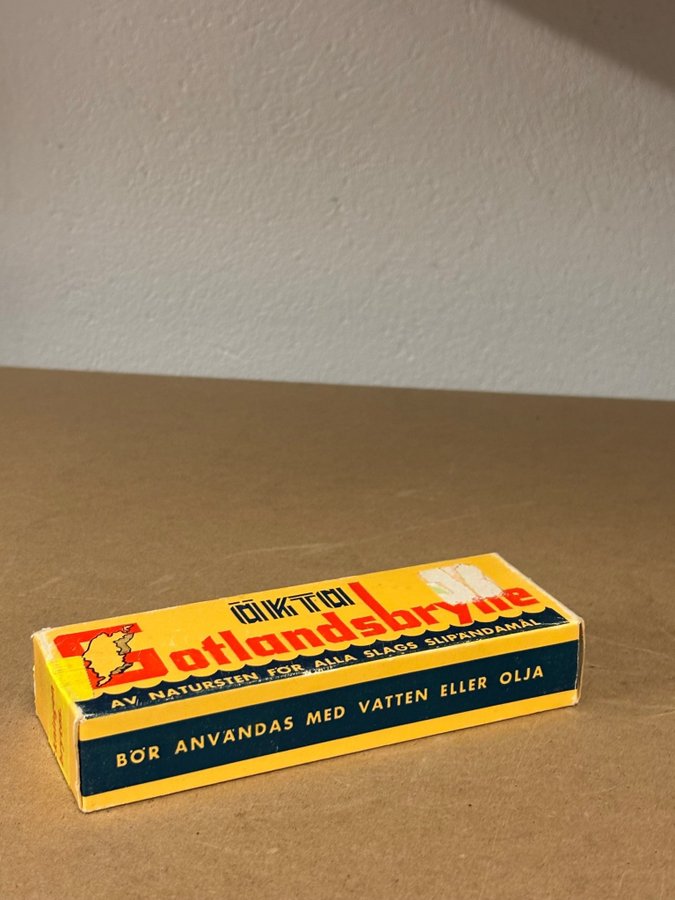 äKTa
Gotlandsbryne
AV NATURSTEN FÖR ALLA SLAGS SLIPÄNDAMÅL
BÖR ANVÄNDAS MED VATTEN ELLER OLJA